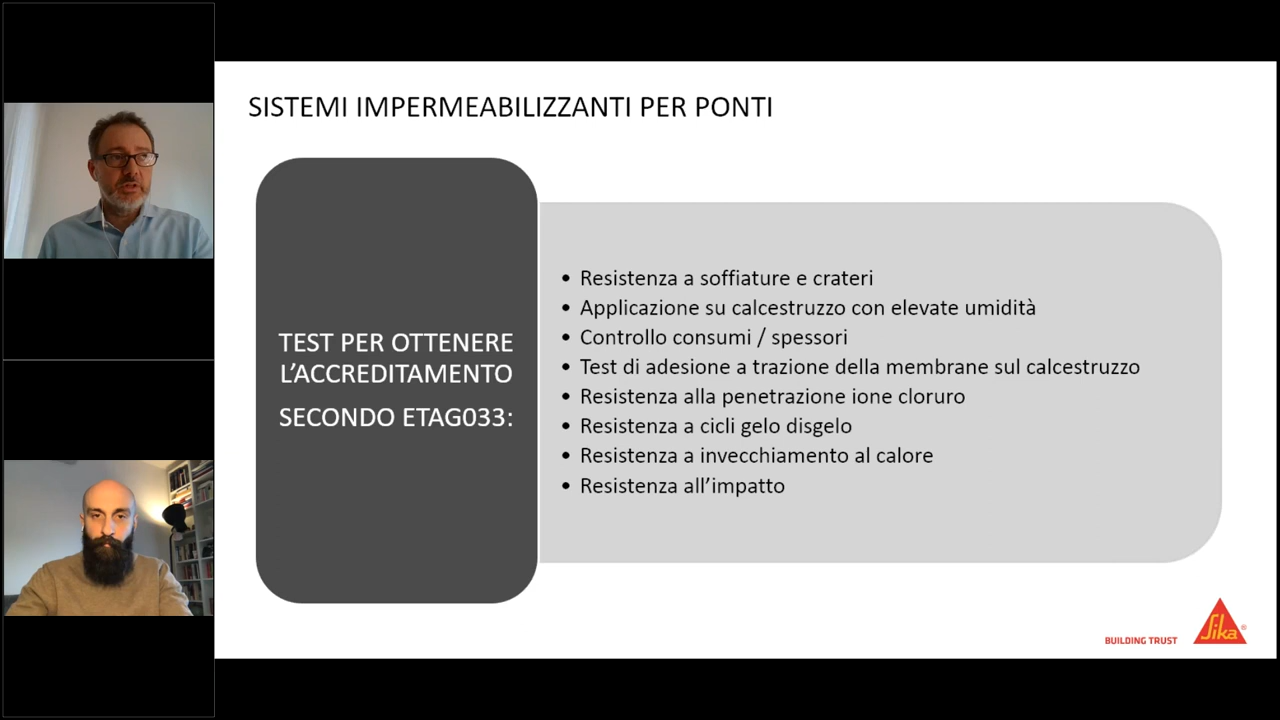 SISTEMI IMPERMEABILIZZANTI PER PONTI
TEST PER OTTENERE
L’ACCREDITAMENTO
SECONDO ETAG033:
• Resistenza a soffiature e crateri
• Applicazione su calcestruzzo con elevate umidità
• Controllo consumi / spessori
• Test di adesione a trazione della membrane sul calcestruzzo
• Resistenza alla penetrazione ione cloruro
• Resistenza a cicli gelo disgelo
• Resistenza a invecchiamento al calore
• Resistenza all’impatto
BUILDING TRUST
Sika®